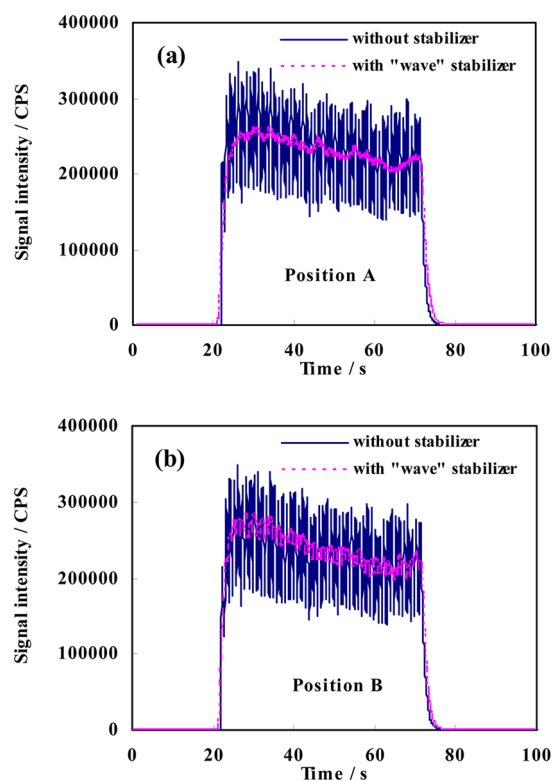 400000
(a)
without stabilizer
with "wave" stabilizer
300000
200000
100000
0
Signal intensity / CPS
Position A
0 20 40 60 80 100
Time / s
400000
(b)
without stabilizer
with "wave" stabilizer
300000
200000
100000
0
Signal intensity / CPS
Position B
0 20 40 60 80 100
Time / s